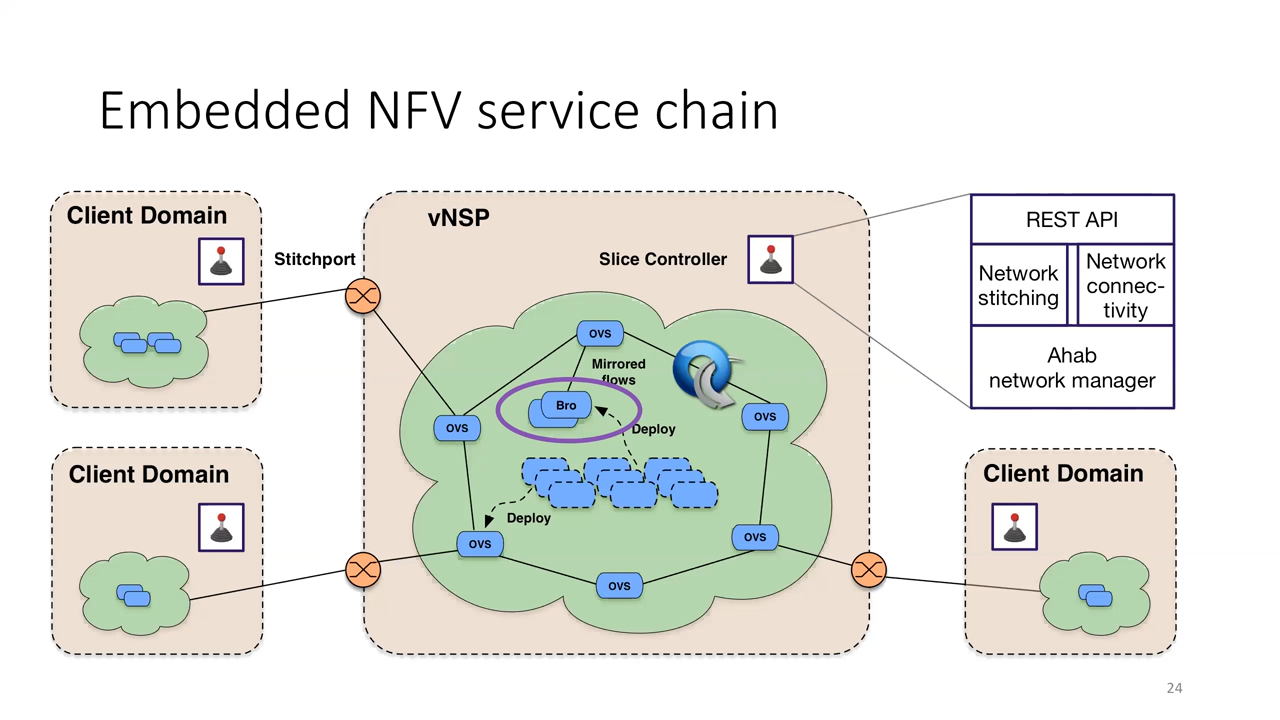 Embedded NFV service chain
Client Domain
Stitchport
vNSP
Slice Controller
REST API
Network
stitching
Network
connec-
tivity
Ahab
network manager
OVS
Mirrored
flows
Bro
Deploy
OVS
OVS
Deploy
OVS
OVS
OVS
Client Domain
Client Domain
24